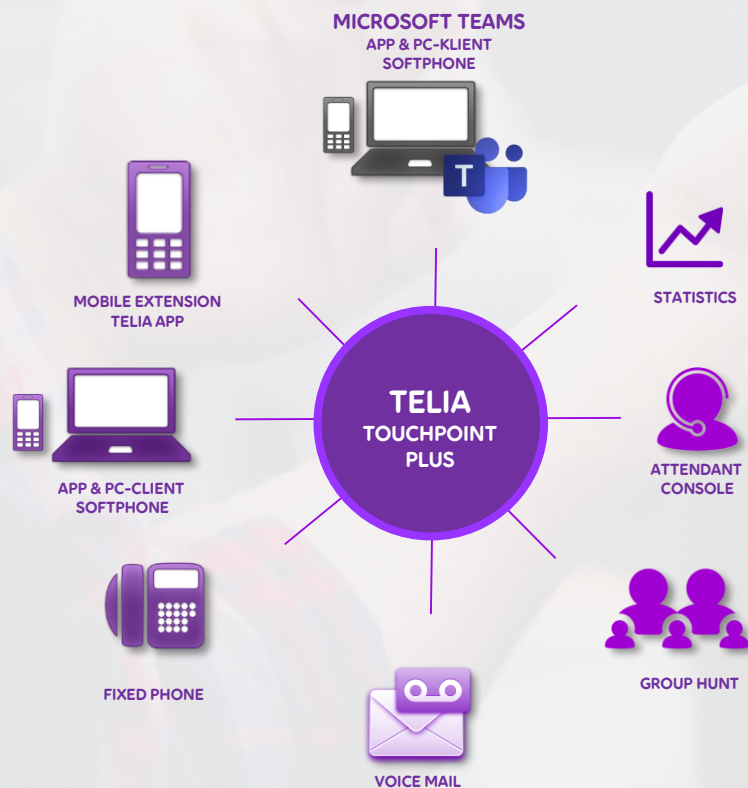 MICROSOFT TEAMS
APP & PC-KLIENT
SOFTPHONE
T
MOBILE EXTENSION
TELIA APP
STATISTICS
TELIA
TOUCHPOINT
PLUS
APP & PC-CLIENT
SOFTPHONE
ATTENDANT
CONSOLE
FIXED PHONE
GROUP HUNT
VOICE MAIL